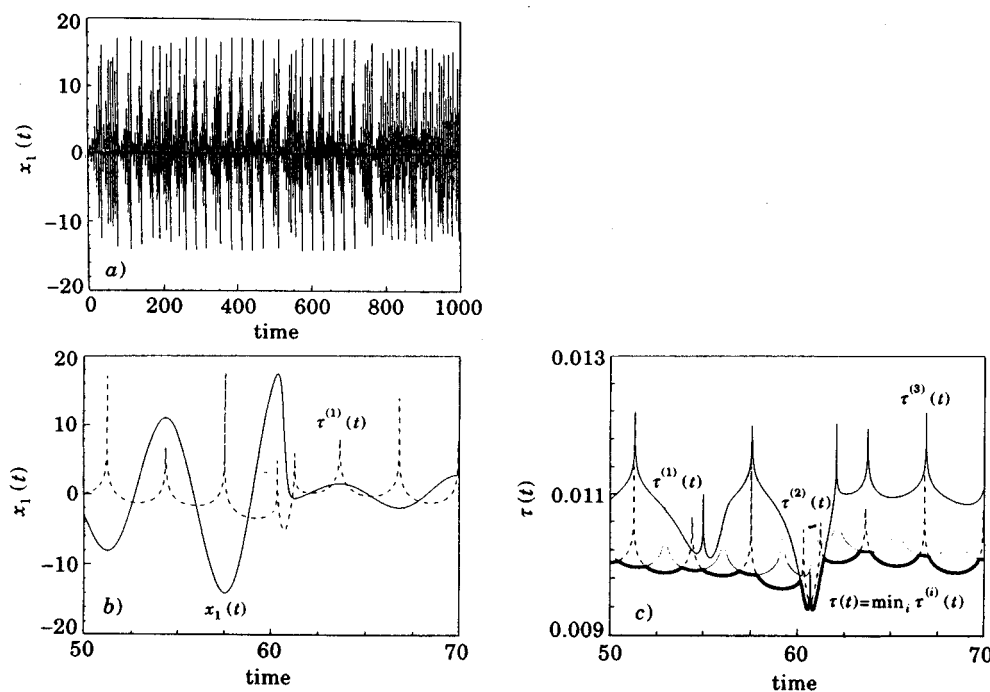 20
10
0
−10
−20
x₁(t)
a)
0 200 400 600 800 1000
time
20
10
0
−10
−20
x₁(t)
τ⁽¹⁾(t)
b)
x₁(t)
50 60 70
time
0.013
0.011
0.009
τ(t)
τ⁽³⁾(t)
τ⁽¹⁾(t)
τ⁽²⁾(t)
c)
τ(t)=minᵢ τ⁽ⁱ⁾(t)
50 60 70
time